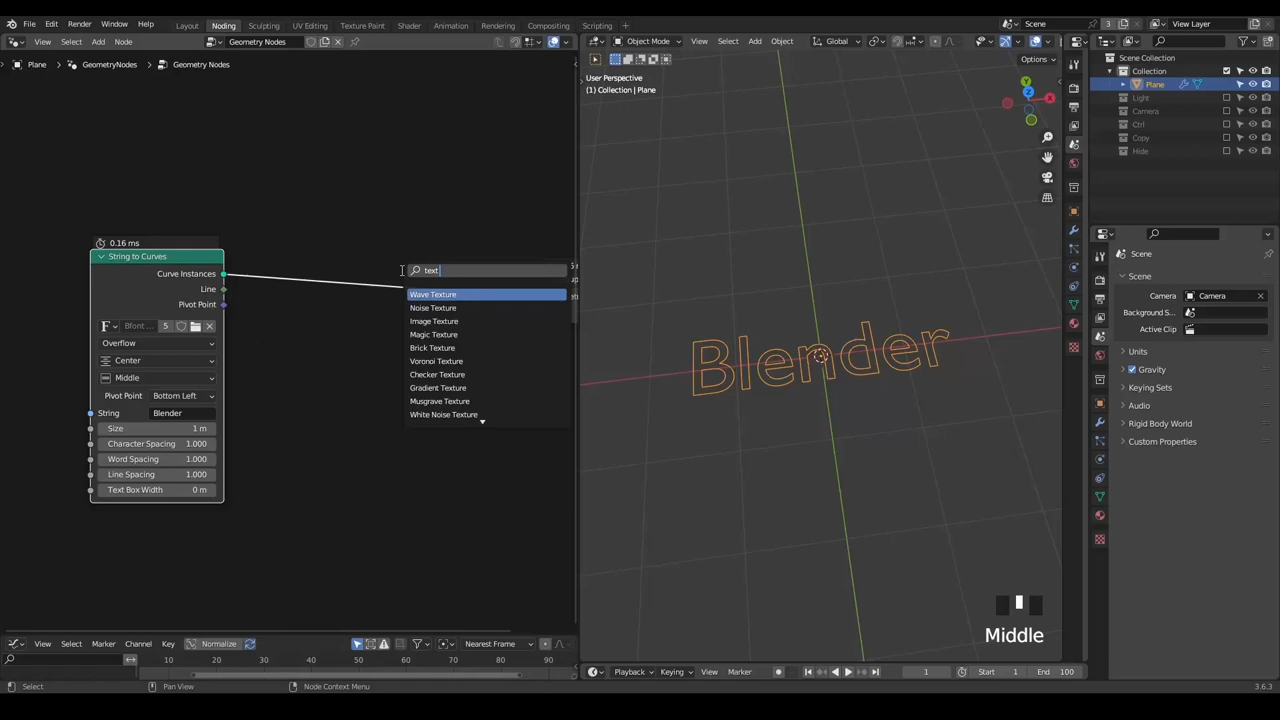 File Edit Render Window Help
Layout Noding Sculpting UV Editing Texture Paint Shader Animation Rendering Compositing Scripting +
Scene 3 View Layer
View Select Add Node Geometry Nodes
Object Mode View Select Add Object Global
Plane > GeometryNodes > Geometry Nodes
Options
User Perspective
(1) Collection | Plane
Y
X
Z
Scene Collection
Collection
Plane
Light
Camera
Ctrl
Copy
Hide
0.16 ms
String to Curves
Curve Instances
Line
Pivot Point
F Bfont ... 5
Overflow
Center
Middle
Pivot Point Bottom Left
String Blender
Size 1 m
Character Spacing 1.000
Word Spacing 1.000
Line Spacing 1.000
Text Box Width 0 m
text
Wave Texture
Noise Texture
Image Texture
Magic Texture
Brick Texture
Voronoi Texture
Checker Texture
Gradient Texture
Musgrave Texture
White Noise Texture
Blender
Scene
Scene
Camera Camera
Background S...
Active Clip
Units
Gravity
Keying Sets
Audio
Rigid Body World
Custom Properties
Middle
View Select Marker Channel Key Normalize Nearest Frame
10 20 30 40 50 60 70 80 90
Playback Keying View Marker 1 Start 1 End 100
Select Pan View Node Context Menu 3.6.3